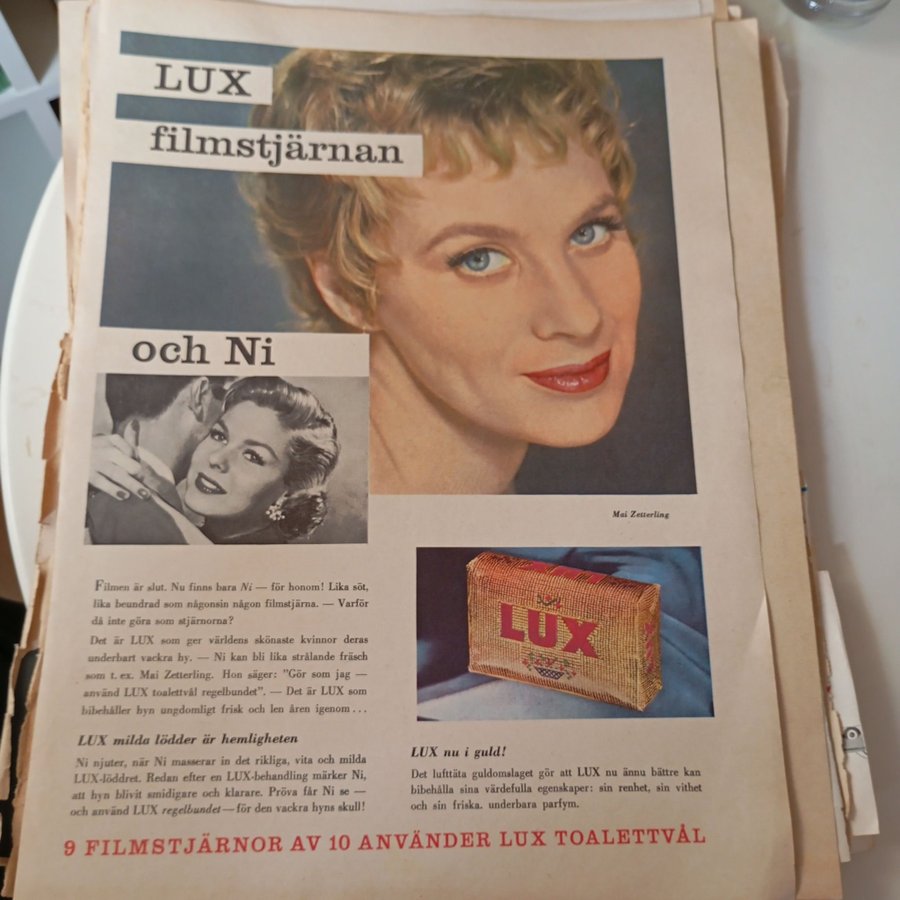 LUX
filmstjärnan
och Ni
Mai Zetterling
Filmen är slut. Nu finns bara Ni — för honom! Lika söt,
lika beundrad som någonsin någon filmstjärna. — Varför
då inte göra som stjärnorna?
Det är LUX som ger världens skönaste kvinnor deras
underbart vackra hy. — Ni kan bli lika strålande fräsch
som t. ex. Mai Zetterling. Hon säger: "Gör som jag —
använd LUX toalettvål regelbundet". — Det är LUX som
bibehåller hyn ungdomligt frisk och len åren igenom...
LUX milda lödder är hemligheten
Ni njuter, när Ni masserar in det rikliga, vita och milda
LUX-löddret. Redan efter en LUX-behandling märker Ni,
att hyn blivit smidigare och klarare. Pröva får Ni se —
och använd LUX regelbundet — för den vackra hyns skull!
LUX
LUX nu i guld!
Det lufttäta guldomslaget gör att LUX nu ännu bättre kan
bibehålla sina värdefulla egenskaper: sin renhet, sin vithet
och sin friska, underbara parfym.
9 FILMSTJÄRNOR AV 10 ANVÄNDER LUX TOALETTVÅL